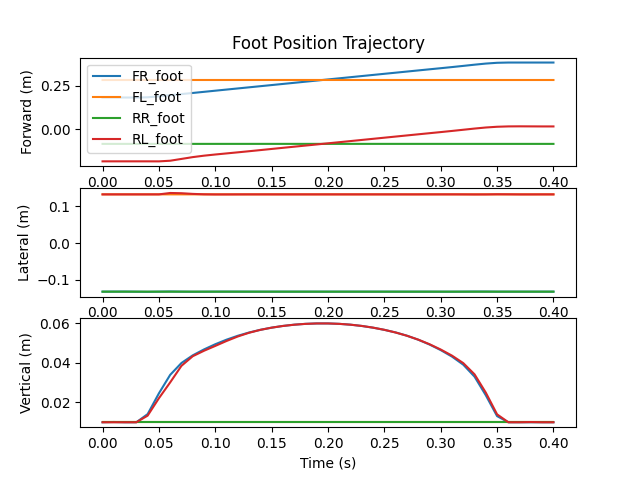 Foot Position Trajectory
Forward (m)
0.25
0.00
FR_foot
FL_foot
RR_foot
RL_foot
0.00 0.05 0.10 0.15 0.20 0.25 0.30 0.35 0.40
Lateral (m)
0.1
0.0
−0.1
0.00 0.05 0.10 0.15 0.20 0.25 0.30 0.35 0.40
Vertical (m)
0.06
0.04
0.02
0.00 0.05 0.10 0.15 0.20 0.25 0.30 0.35 0.40
Time (s)